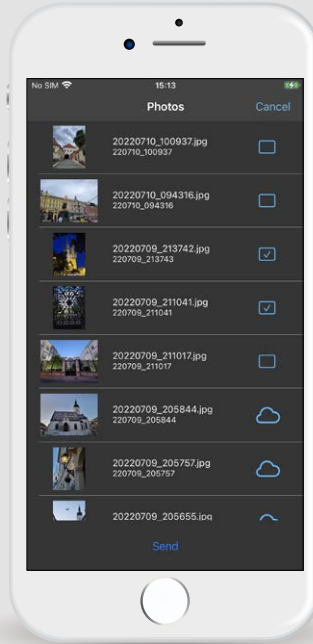 No SIM
15:13
Photos
Cancel
20220710_100937.jpg
220710_100937
20220710_094316.jpg
220710_094316
20220709_213742.jpg
220709_213743
20220709_211041.jpg
220709_211041
20220709_211017.jpg
220709_211017
20220709_205844.jpg
220709_205844
20220709_205757.jpg
220709_205757
20220709_205655.jpg
Send